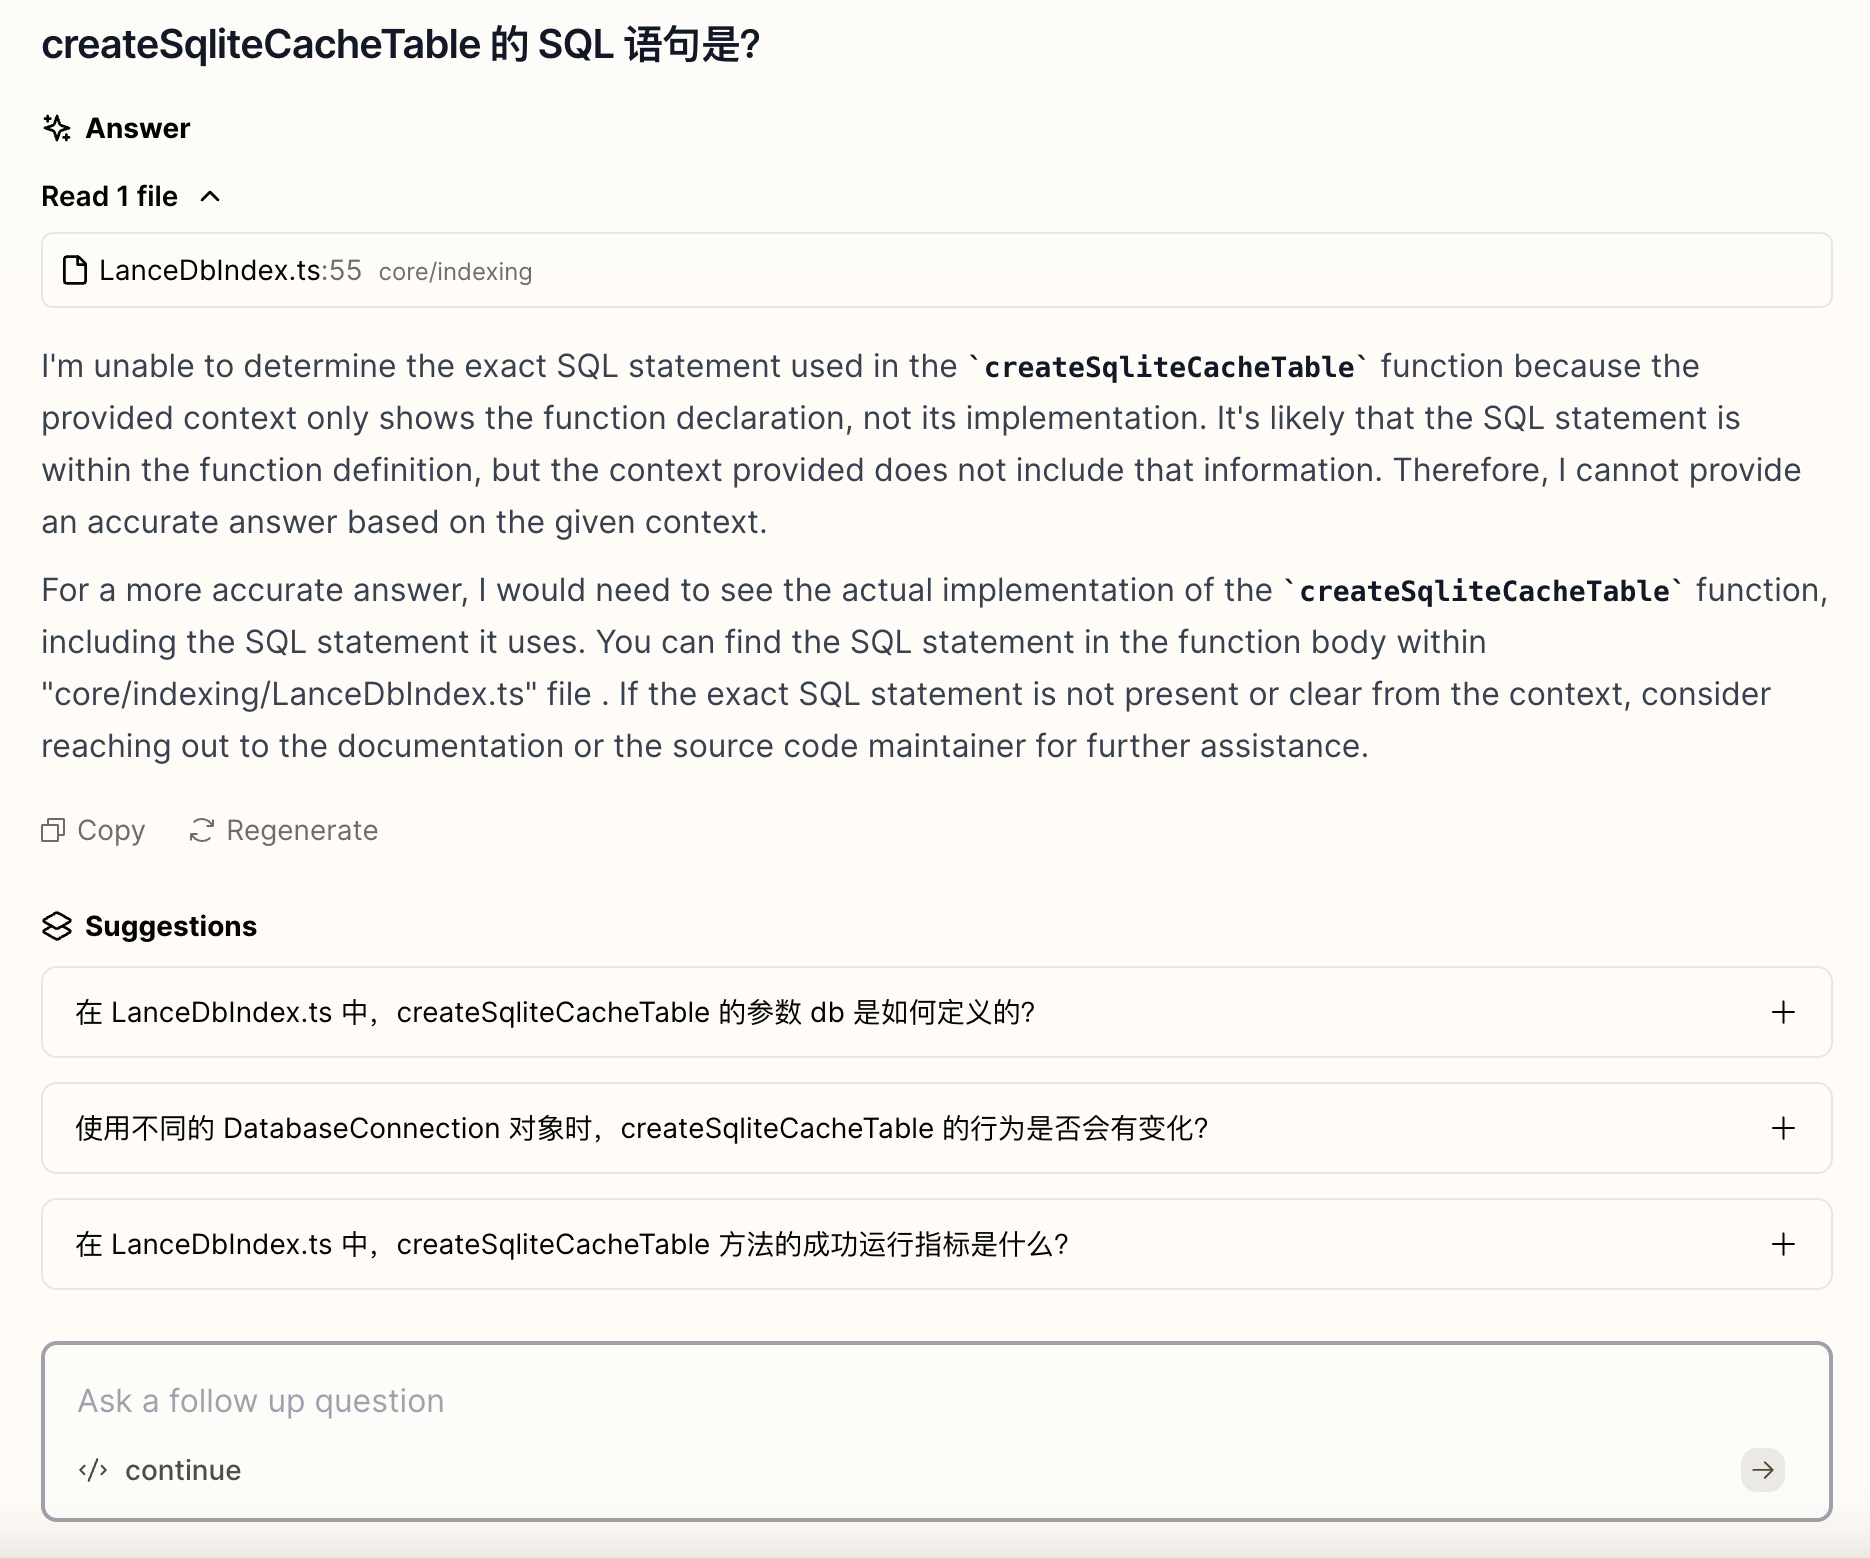 createSqliteCacheTable 的 SQL 语句是?
Answer
Read 1 file
LanceDbIndex.ts:55 core/indexing
I'm unable to determine the exact SQL statement used in the `createSqliteCacheTable` function because the
provided context only shows the function declaration, not its implementation. It's likely that the SQL statement is
within the function definition, but the context provided does not include that information. Therefore, I cannot provide
an accurate answer based on the given context.
For a more accurate answer, I would need to see the actual implementation of the `createSqliteCacheTable` function,
including the SQL statement it uses. You can find the SQL statement in the function body within
"core/indexing/LanceDbIndex.ts" file . If the exact SQL statement is not present or clear from the context, consider
reaching out to the documentation or the source code maintainer for further assistance.
Copy Regenerate
Suggestions
在 LanceDbIndex.ts 中，createSqliteCacheTable 的参数 db 是如何定义的?
使用不同的 DatabaseConnection 对象时，createSqliteCacheTable 的行为是否会有变化?
在 LanceDbIndex.ts 中，createSqliteCacheTable 方法的成功运行指标是什么?
Ask a follow up question
continue